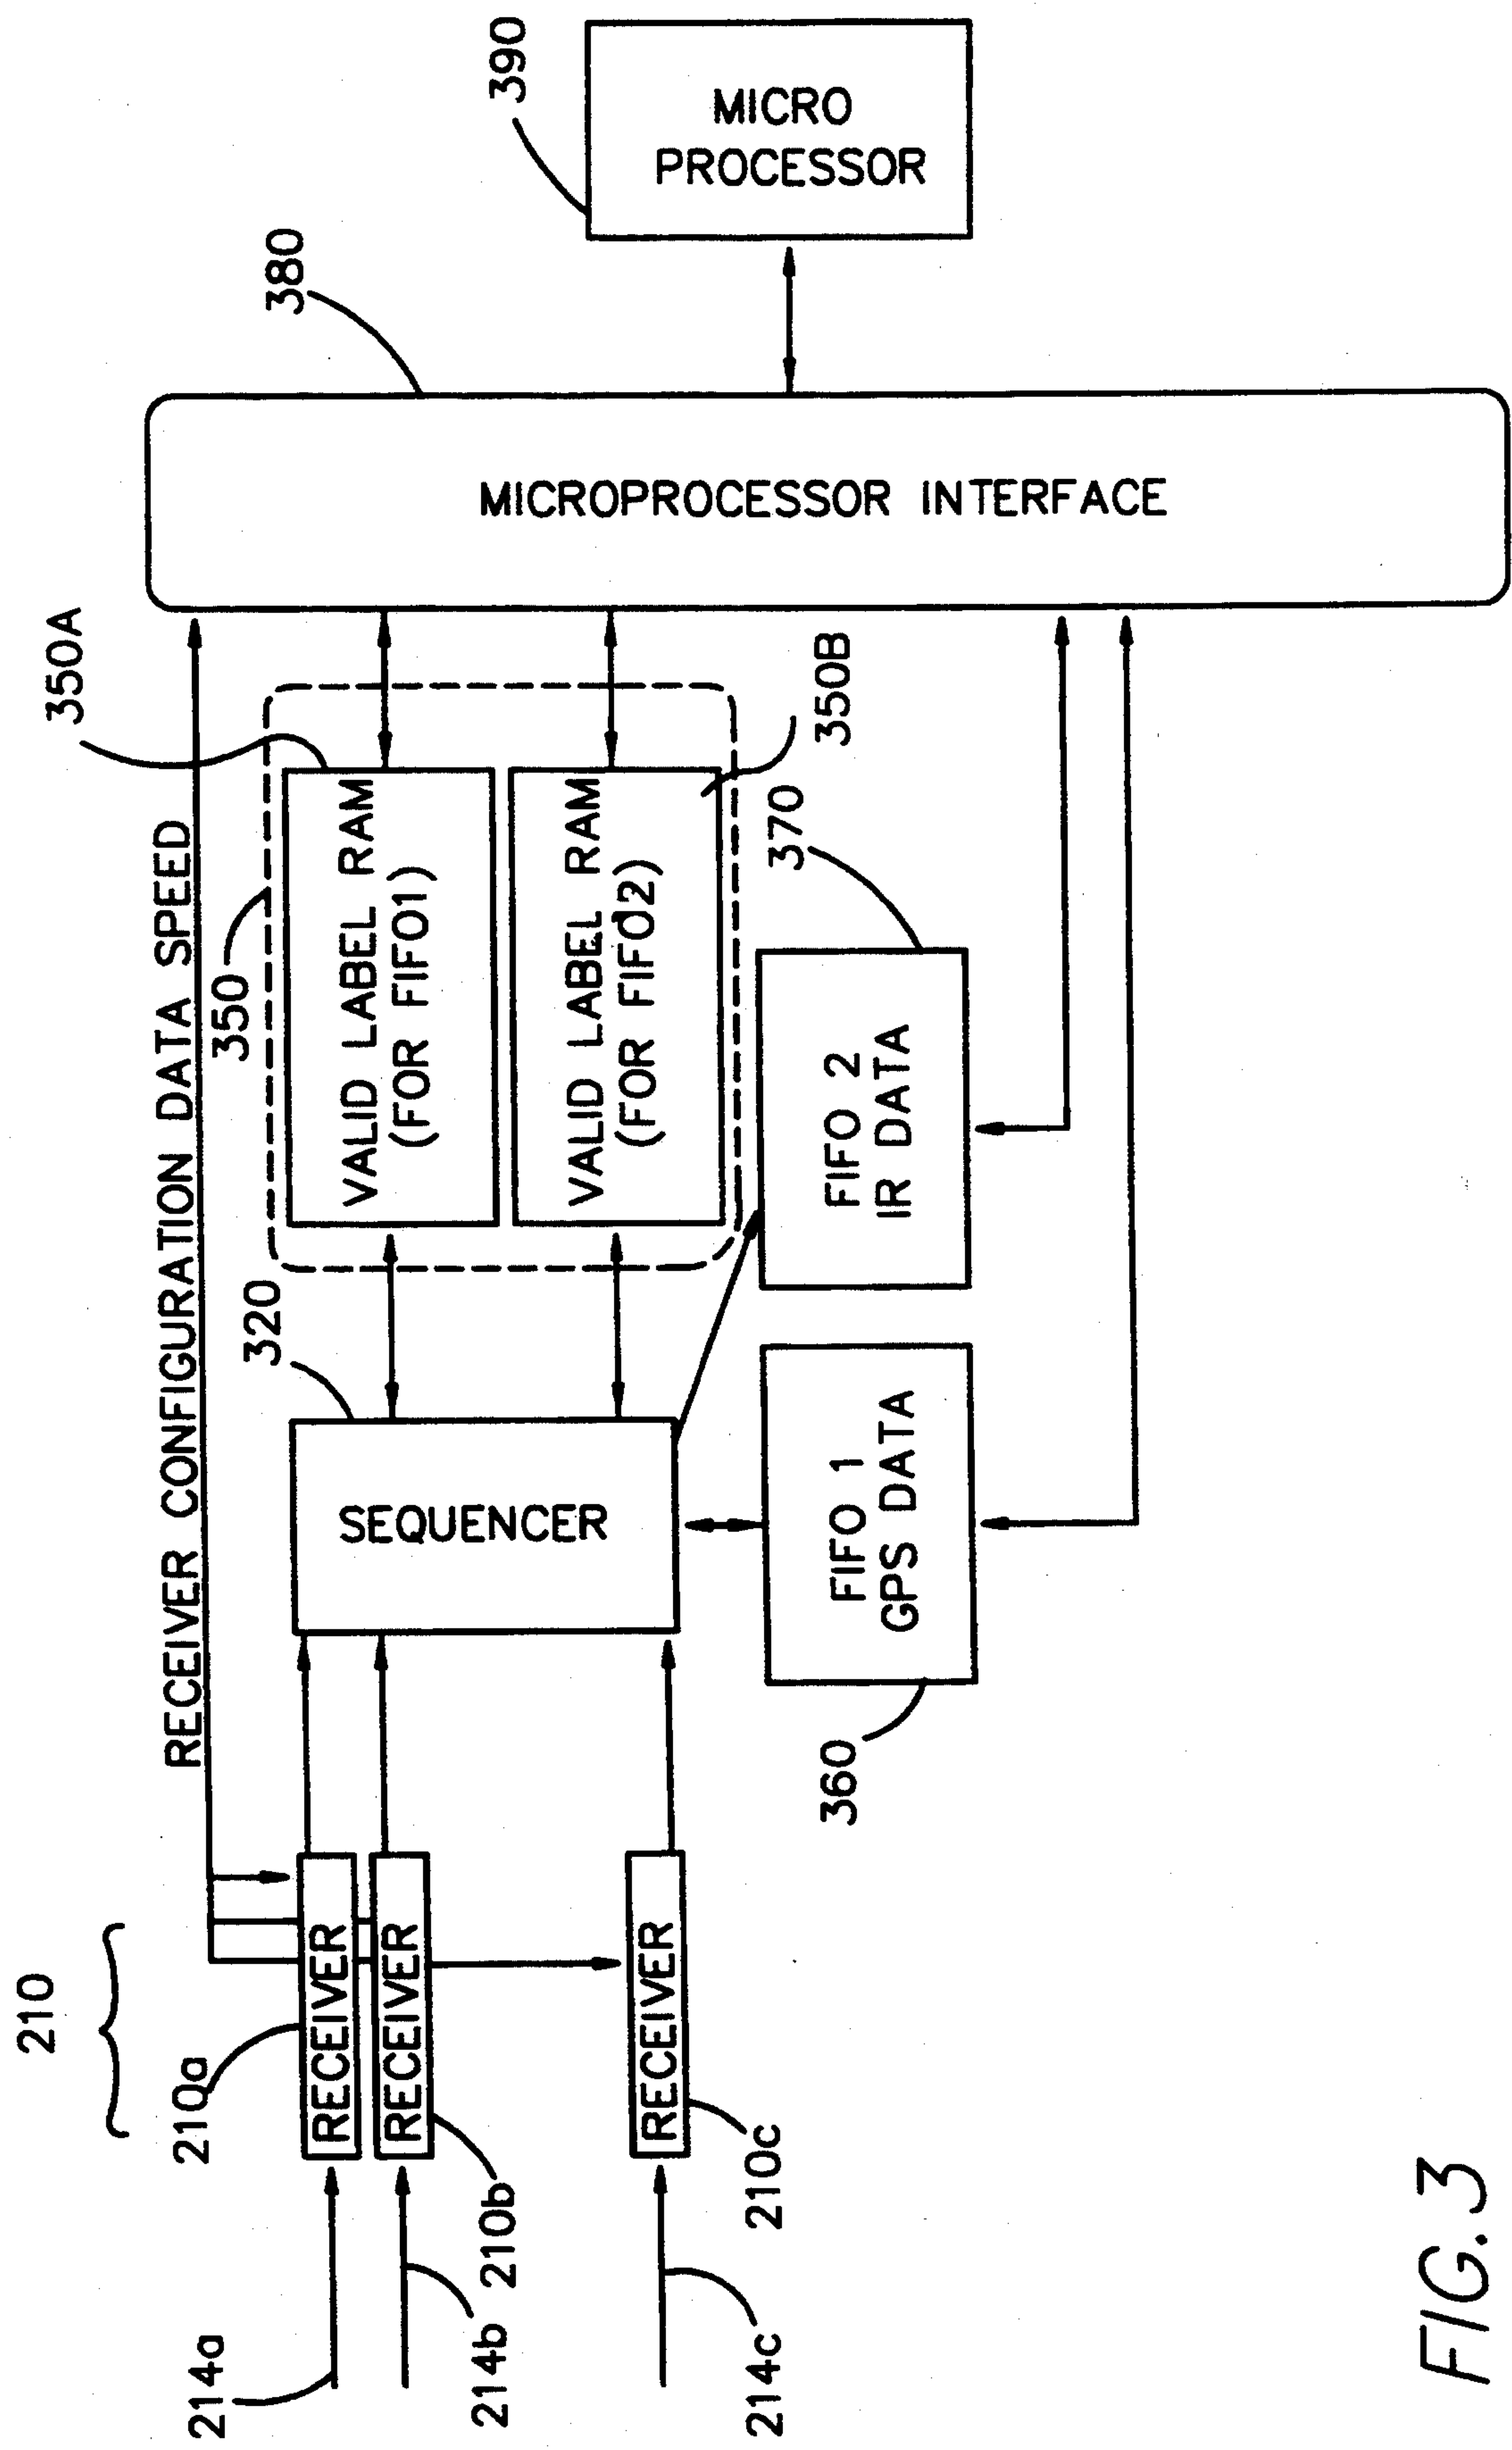 210
210a
210b
210c
214a
214b
214c
RECEIVER
RECEIVER
RECEIVER
RECEIVER CONFIGURATION DATA SPEED
320
SEQUENCER
350
350A
VALID LABEL RAM
(FOR FIFO1)
350B
VALID LABEL RAM
(FOR FIFO2)
360
FIFO 1
GPS DATA
370
FIFO 2
IR DATA
380
MICROPROCESSOR INTERFACE
390
MICRO
PROCESSOR
FIG.3